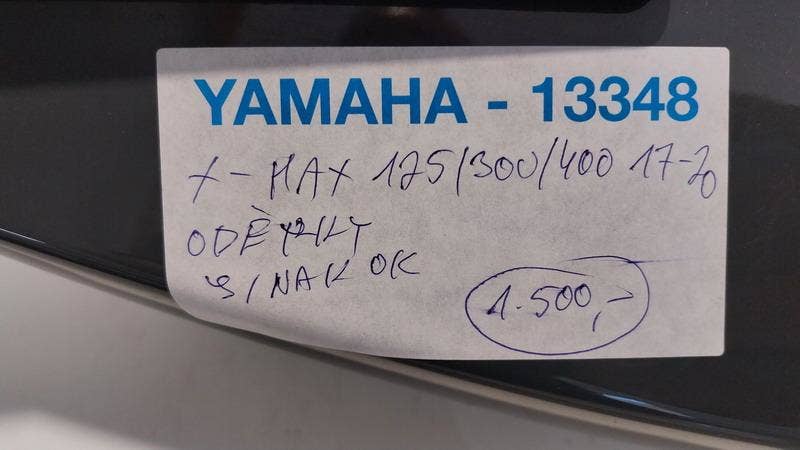 YAMAHA - 13348
X-MAX 125/300/400 17-20
ODĚRKY
JINAK OK
1.500,-